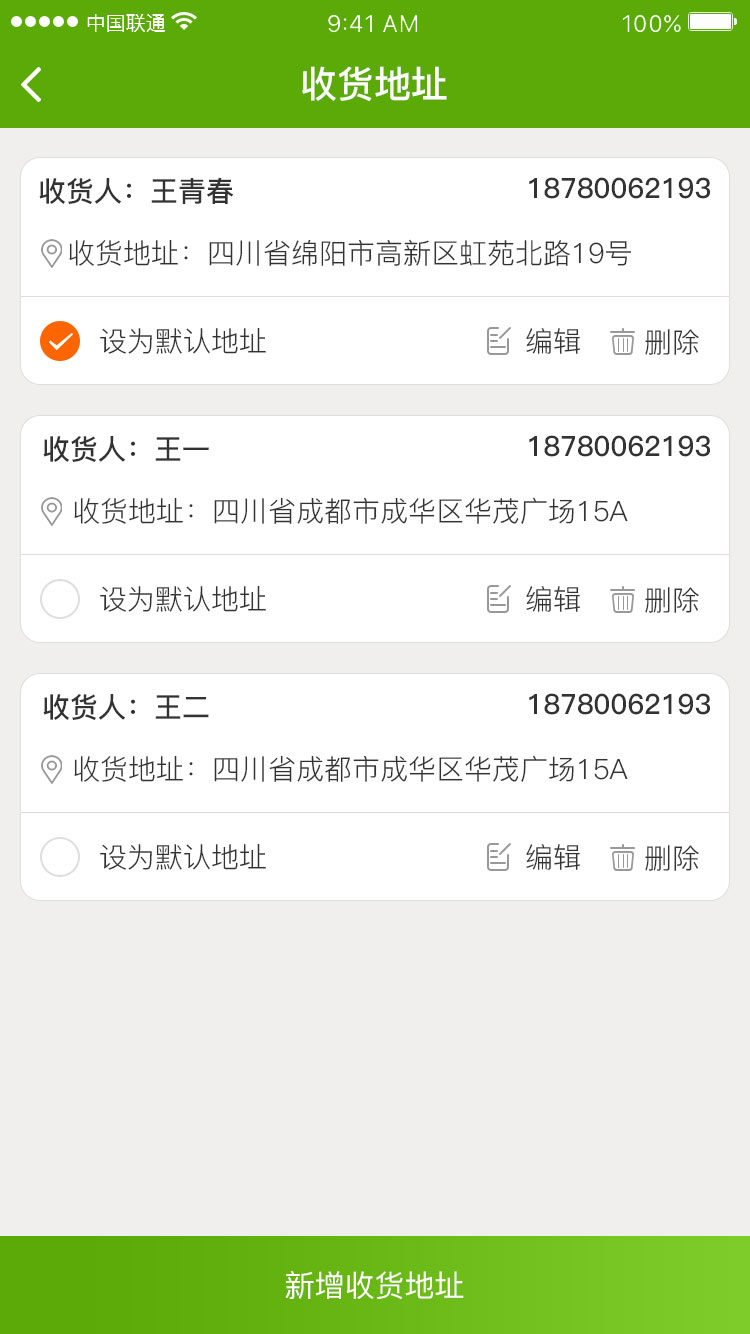 中国联通 9:41 AM 100%
收货地址
收货人：王青春 18780062193
收货地址：四川省绵阳市高新区虹苑北路19号
设为默认地址 编辑 删除
收货人：王一 18780062193
收货地址：四川省成都市成华区华茂广场15A
设为默认地址 编辑 删除
收货人：王二 18780062193
收货地址：四川省成都市成华区华茂广场15A
设为默认地址 编辑 删除
新增收货地址